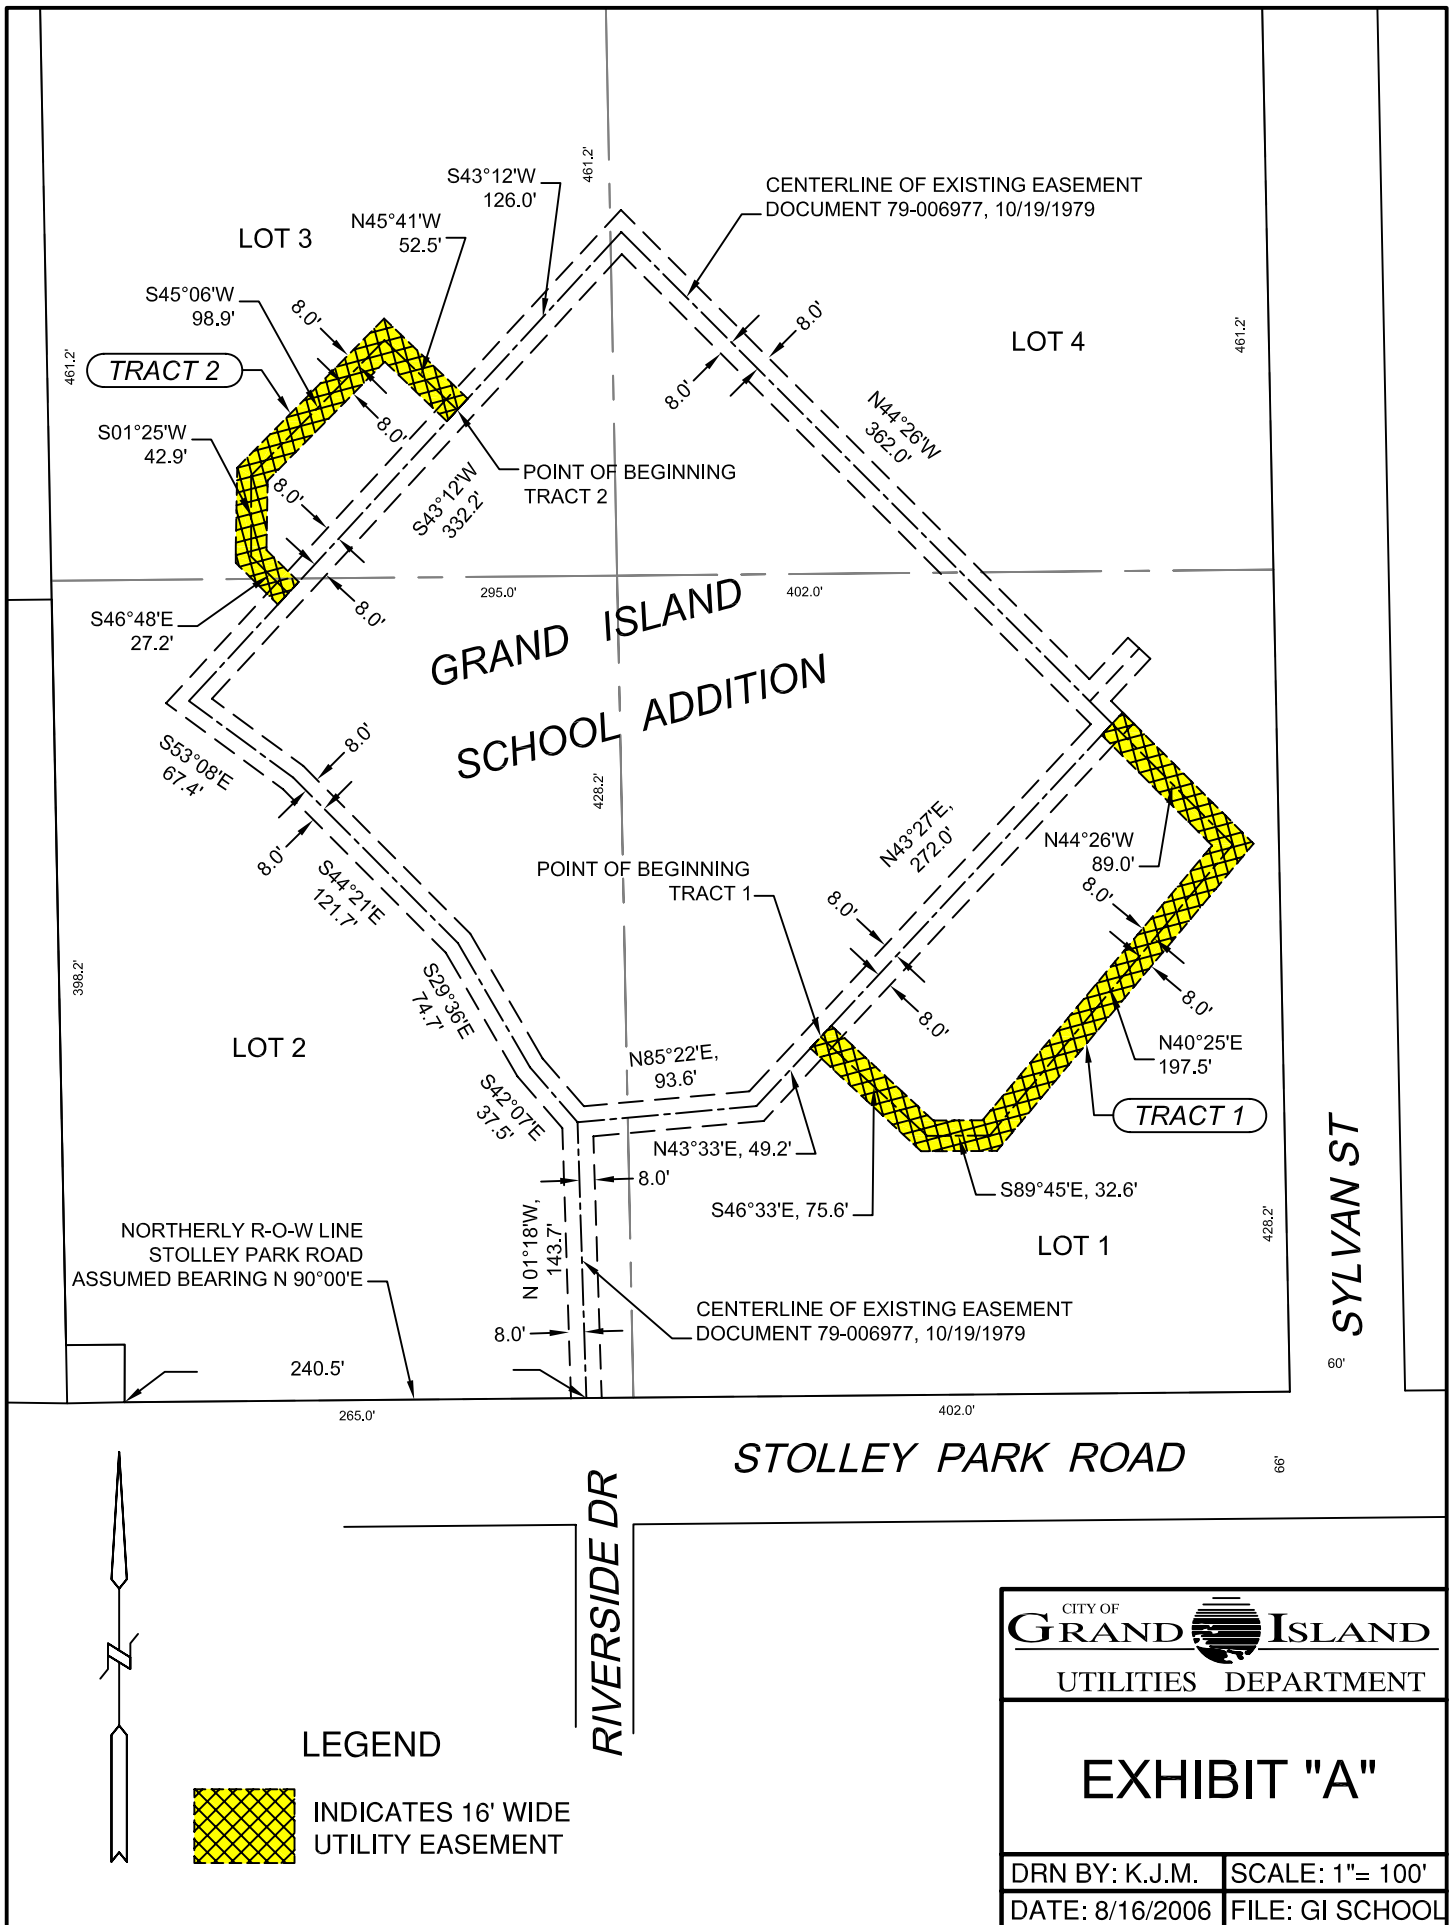 461.2'
S43°12'W
126.0'
CENTERLINE OF EXISTING EASEMENT
DOCUMENT 79-006977, 10/19/1979
N45°41'W
52.5'
LOT 3
S45°06'W
98.9'
8.0'
8.0'
LOT 4
461.2'
461.2'
TRACT 2
8.0'
N44°26'W
362.0'
S01°25'W
42.9'
8.0'
POINT OF BEGINNING
TRACT 2
S43°12'W
332.2'
8.0'
8.0'
295.0'
402.0'
S46°48'E
27.2'
GRAND ISLAND
SCHOOL ADDITION
S53°08'E
67.4'
8.0'
8.0'
428.2'
N43°27'E,
272.0'
N44°26'W
89.0'
POINT OF BEGINNING
TRACT 1
S44°21'E
121.7'
8.0'
8.0'
8.0'
8.0'
398.2'
S29°36'E
74.7'
LOT 2
N85°22'E,
93.6'
N40°25'E
197.5'
S42°07'E
37.5'
TRACT 1
N43°33'E, 49.2'
8.0'
S89°45'E, 32.6'
S46°33'E, 75.6'
N 01°18'W,
143.7'
NORTHERLY R-O-W LINE
STOLLEY PARK ROAD
ASSUMED BEARING N 90°00'E
LOT 1
428.2'
SYLVAN ST
CENTERLINE OF EXISTING EASEMENT
DOCUMENT 79-006977, 10/19/1979
8.0'
240.5'
60'
265.0'
402.0'
STOLLEY PARK ROAD
66'
RIVERSIDE DR
CITY OF
GRAND ISLAND
UTILITIES DEPARTMENT
LEGEND
INDICATES 16' WIDE
UTILITY EASEMENT
EXHIBIT "A"
DRN BY: K.J.M.
SCALE: 1"= 100'
DATE: 8/16/2006
FILE: GI SCHOOL